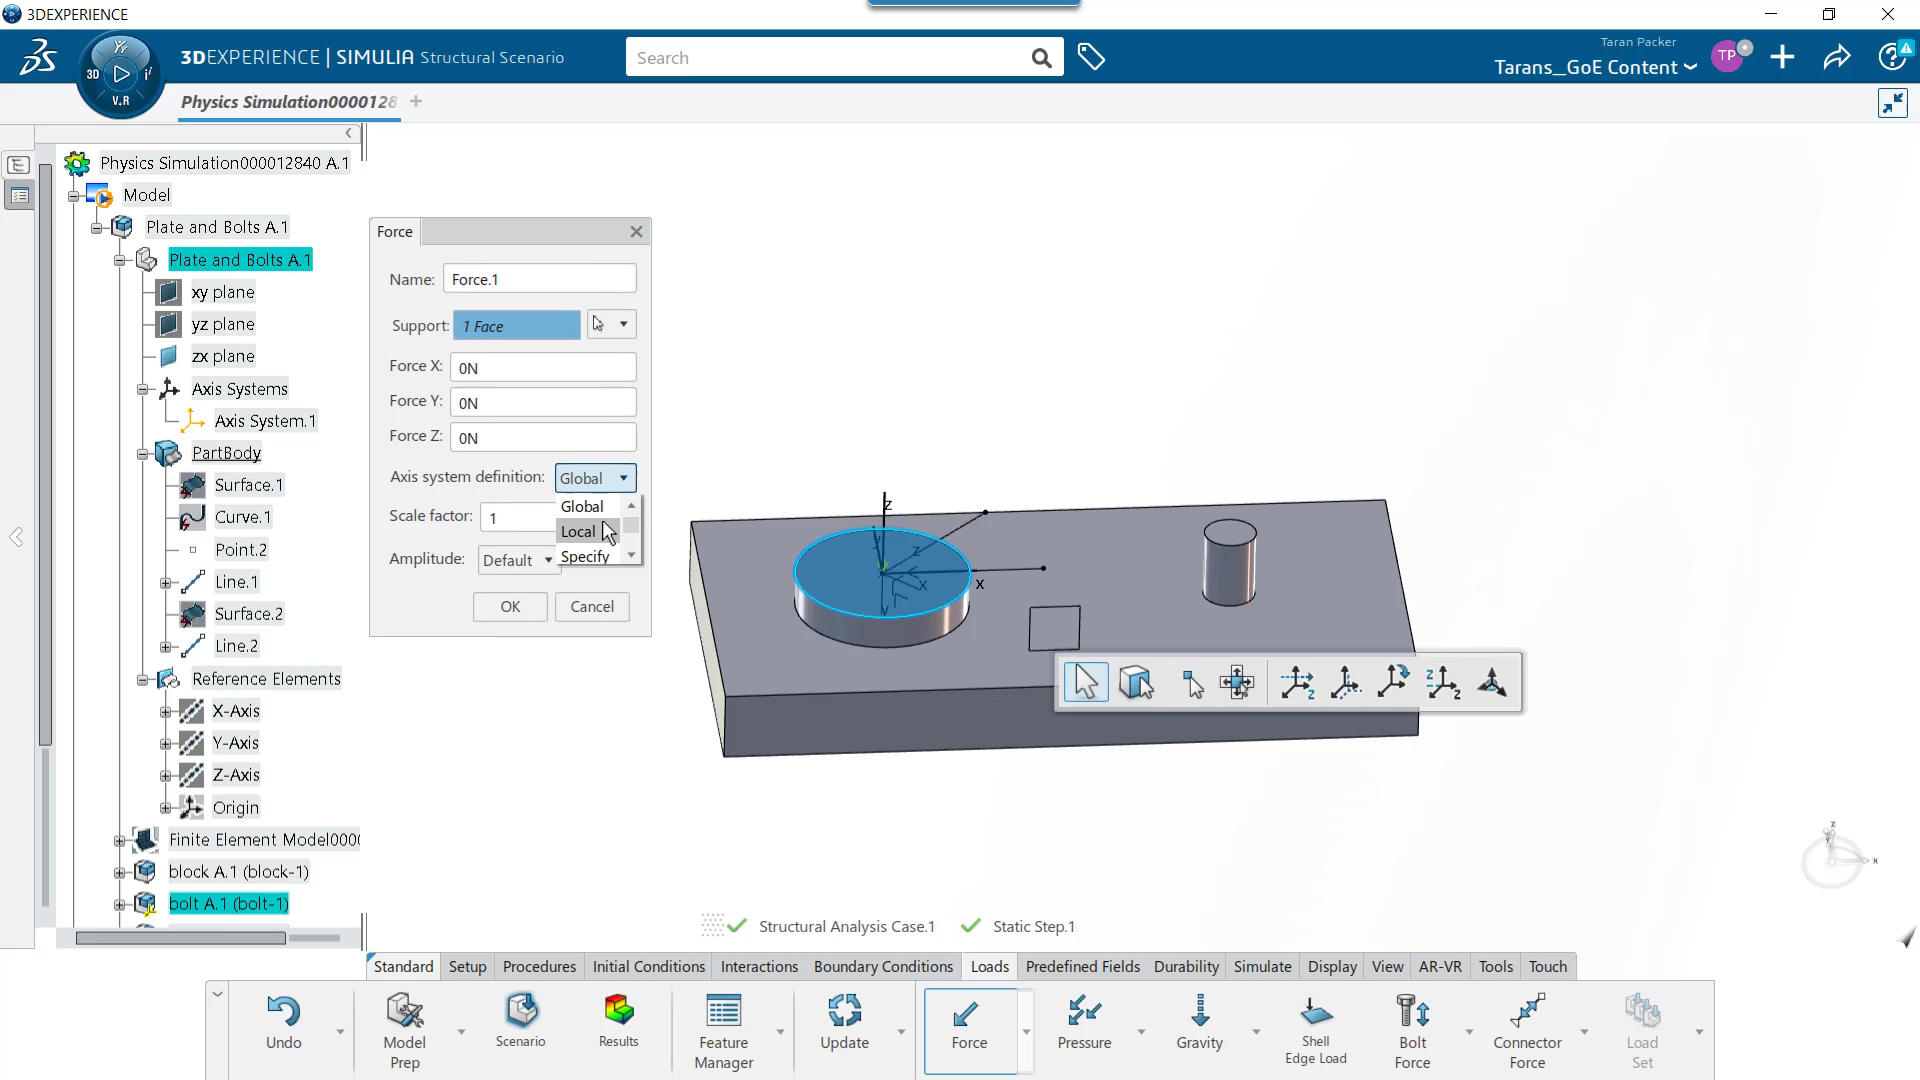 3DEXPERIENCE
3DEXPERIENCE | SIMULIA Structural Scenario
Search
Taran Packer
Tarans__GoE Content
TP
3D
V.R
Physics Simulation0000128
Physics Simulation000012840 A.1
Model
Plate and Bolts A.1
Plate and Bolts A.1
xy plane
yz plane
zx plane
Axis Systems
Axis System.1
PartBody
Surface.1
Curve.1
Point.2
Line.1
Surface.2
Line.2
Reference Elements
X-Axis
Y-Axis
Z-Axis
Origin
Finite Element Model000
block A.1 (block-1)
bolt A.1 (bolt-1)
Force
Name: Force.1
Support: 1 Face
Force X: 0N
Force Y: 0N
Force Z: 0N
Axis system definition: Global
Global
Local
Specify
Scale factor: 1
Amplitude: Default
OK Cancel
z
y
z
x
x
y
z
x
Structural Analysis Case.1 Static Step.1
Standard Setup Procedures Initial Conditions Interactions Boundary Conditions Loads Predefined Fields Durability Simulate Display View AR-VR Tools Touch
Undo
Model Prep
Scenario
Results
Feature Manager
Update
Force
Pressure
Gravity
Shell Edge Load
Bolt Force
Connector Force
Load Set